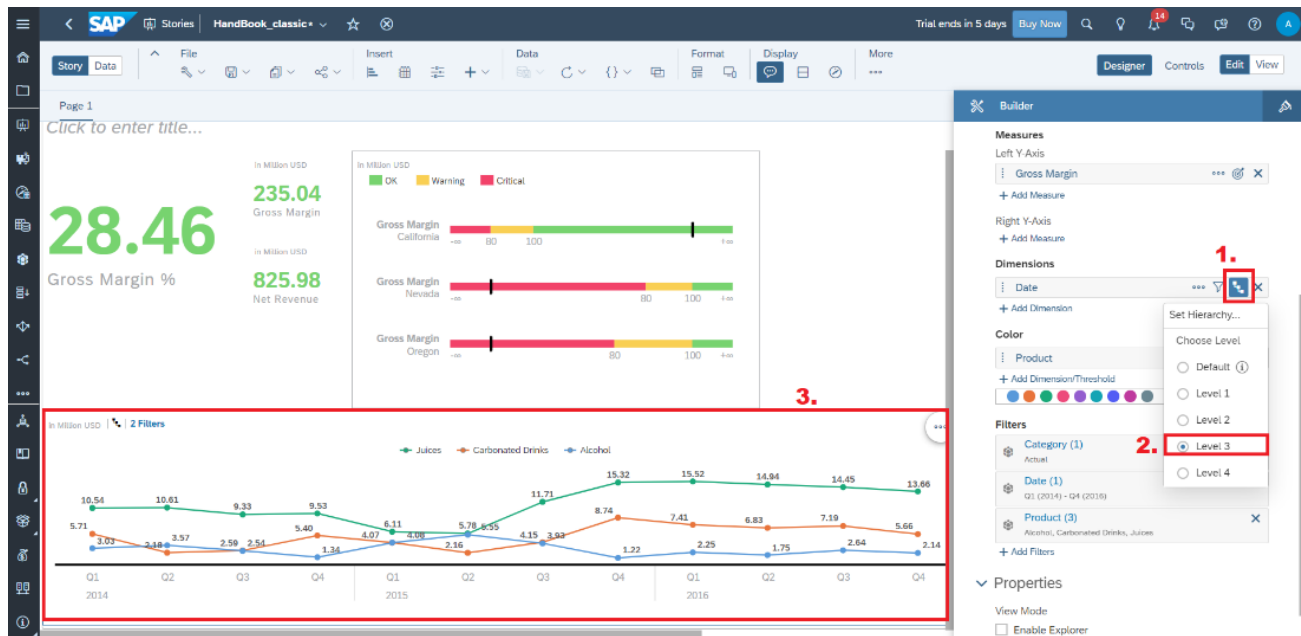 SAP Stories HandBook_classic* Trial ends in 5 days Buy Now 14 A
Story Data File Insert Data Format Display More Designer Controls Edit View
Page 1
Click to enter title...
28.46
Gross Margin %
in Million USD
235.04
Gross Margin
in Million USD
825.98
Net Revenue
in Million USD
OK Warning Critical
Gross Margin
California
-∞ 80 100 +∞
Gross Margin
Nevada
-∞ 80 100 +∞
Gross Margin
Oregon
-∞ 80 100 +∞
3.
in Million USD 2 Filters
Juices Carbonated Drinks Alcohol
10.54 10.61 9.33 9.53 6.11 5.78 11.71 15.32 15.52 14.94 14.45 13.66
5.71 2.18 2.59 5.40 4.07 2.16 4.15 8.74 7.41 6.83 7.19 5.66
3.03 3.57 2.54 1.34 4.08 5.55 3.93 1.22 2.25 1.75 2.64 2.14
Q1 Q2 Q3 Q4 Q1 Q2 Q3 Q4 Q1 Q2 Q3 Q4
2014 2015 2016
Builder
Measures
Left Y-Axis
Gross Margin
+ Add Measure
Right Y-Axis
+ Add Measure
1.
Dimensions
Date
+ Add Dimension
Set Hierarchy...
Choose Level
Default
Level 1
Level 2
2.
Level 3
Level 4
Color
Product
+ Add Dimension/Threshold
Filters
Category (1)
Actual
Date (1)
Q1 (2014) - Q4 (2016)
Product (3)
Alcohol, Carbonated Drinks, Juices
+ Add Filters
Properties
View Mode
Enable Explorer